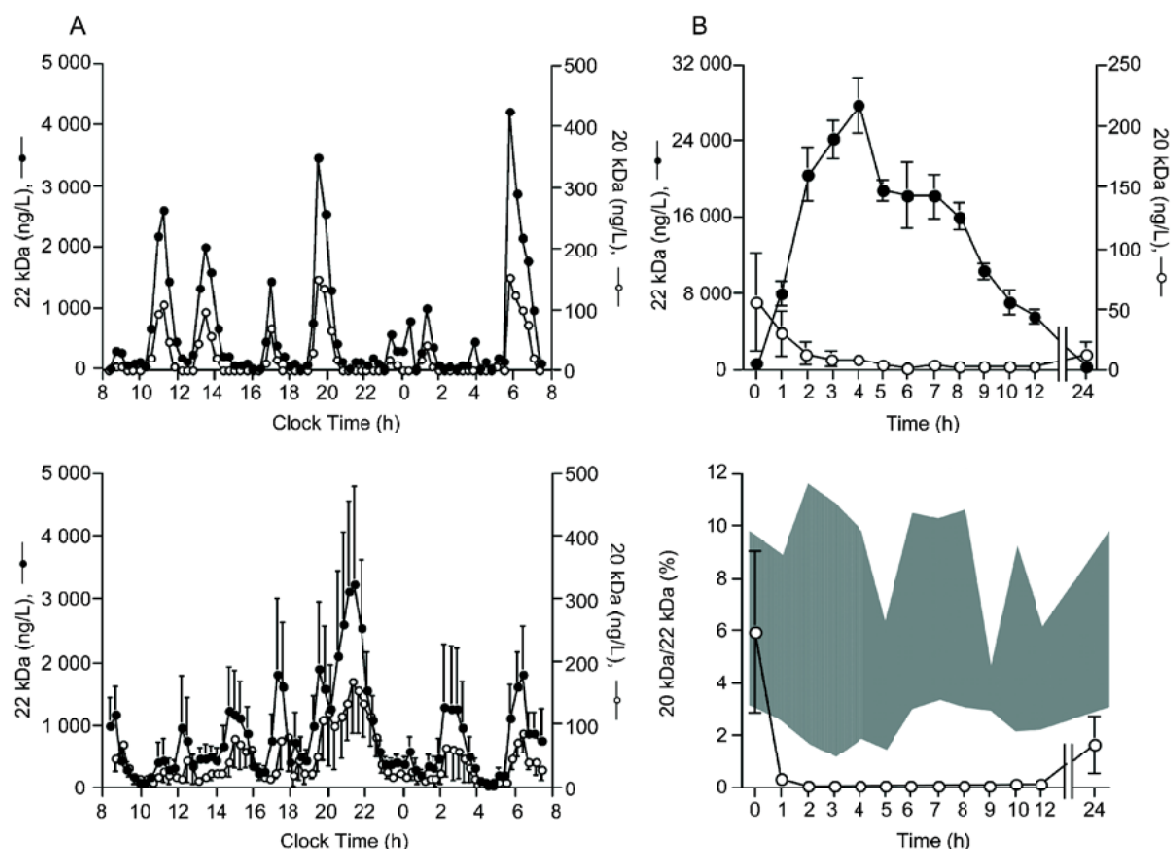 A
5 000
4 000
3 000
2 000
1 000
0
22 kDa (ng/L),
500
400
300
200
100
0
20 kDa (ng/L),
8 10 12 14 16 18 20 22 0 2 4 6 8
Clock Time (h)
B
32 000
24 000
16 000
8 000
0
22 kDa (ng/L),
250
200
150
100
50
0
20 kDa (ng/L),
0 1 2 3 4 5 6 7 8 9 10 12 24
Time (h)
5 000
4 000
3 000
2 000
1 000
0
22 kDa (ng/L),
500
400
300
200
100
0
20 kDa (ng/L),
8 10 12 14 16 18 20 22 0 2 4 6 8
Clock Time (h)
12
10
8
6
4
2
0
20 kDa/22 kDa (%)
0 1 2 3 4 5 6 7 8 9 10 12 24
Time (h)